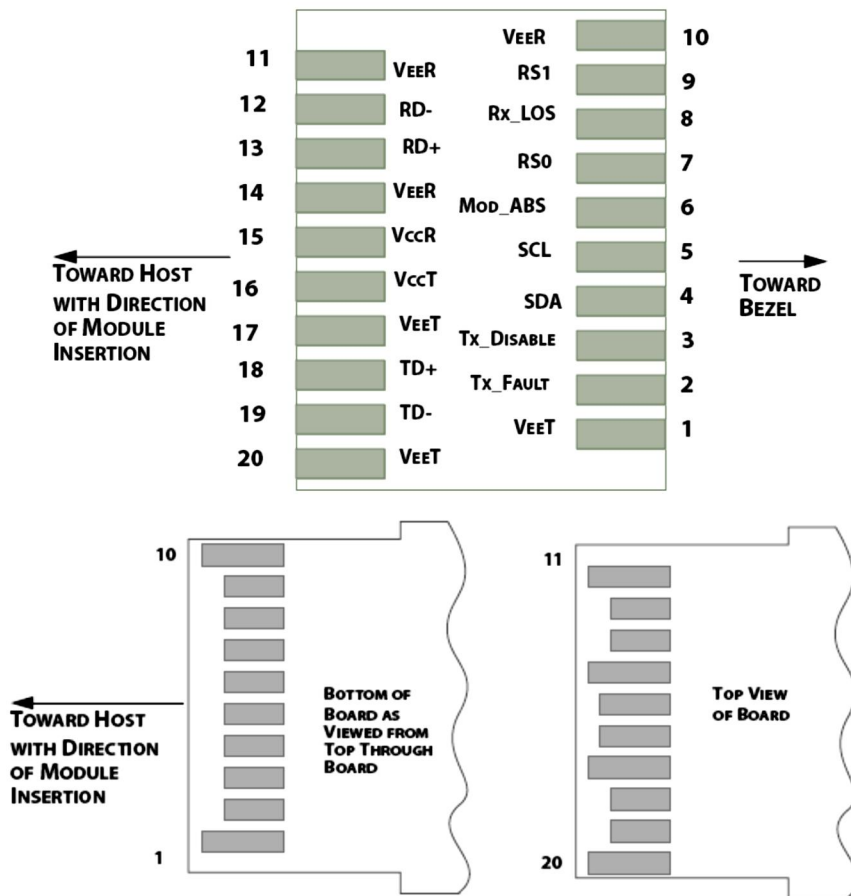 11
VEER
12
RD-
13
RD+
14
VEER
15
VCCR
16
VCCT
17
VEET
18
TD+
19
TD-
20
VEET
VEER
10
RS1
9
RX_LOS
8
RS0
7
MOD_ABS
6
SCL
5
SDA
4
TX_DISABLE
3
TX_FAULT
2
VEET
1
TOWARD HOST
WITH DIRECTION
OF MODULE
INSERTION
TOWARD
BEZEL
10
1
BOTTOM OF
BOARD AS
VIEWED FROM
TOP THROUGH
BOARD
TOWARD HOST
WITH DIRECTION
OF MODULE
INSERTION
11
20
TOP VIEW
OF BOARD